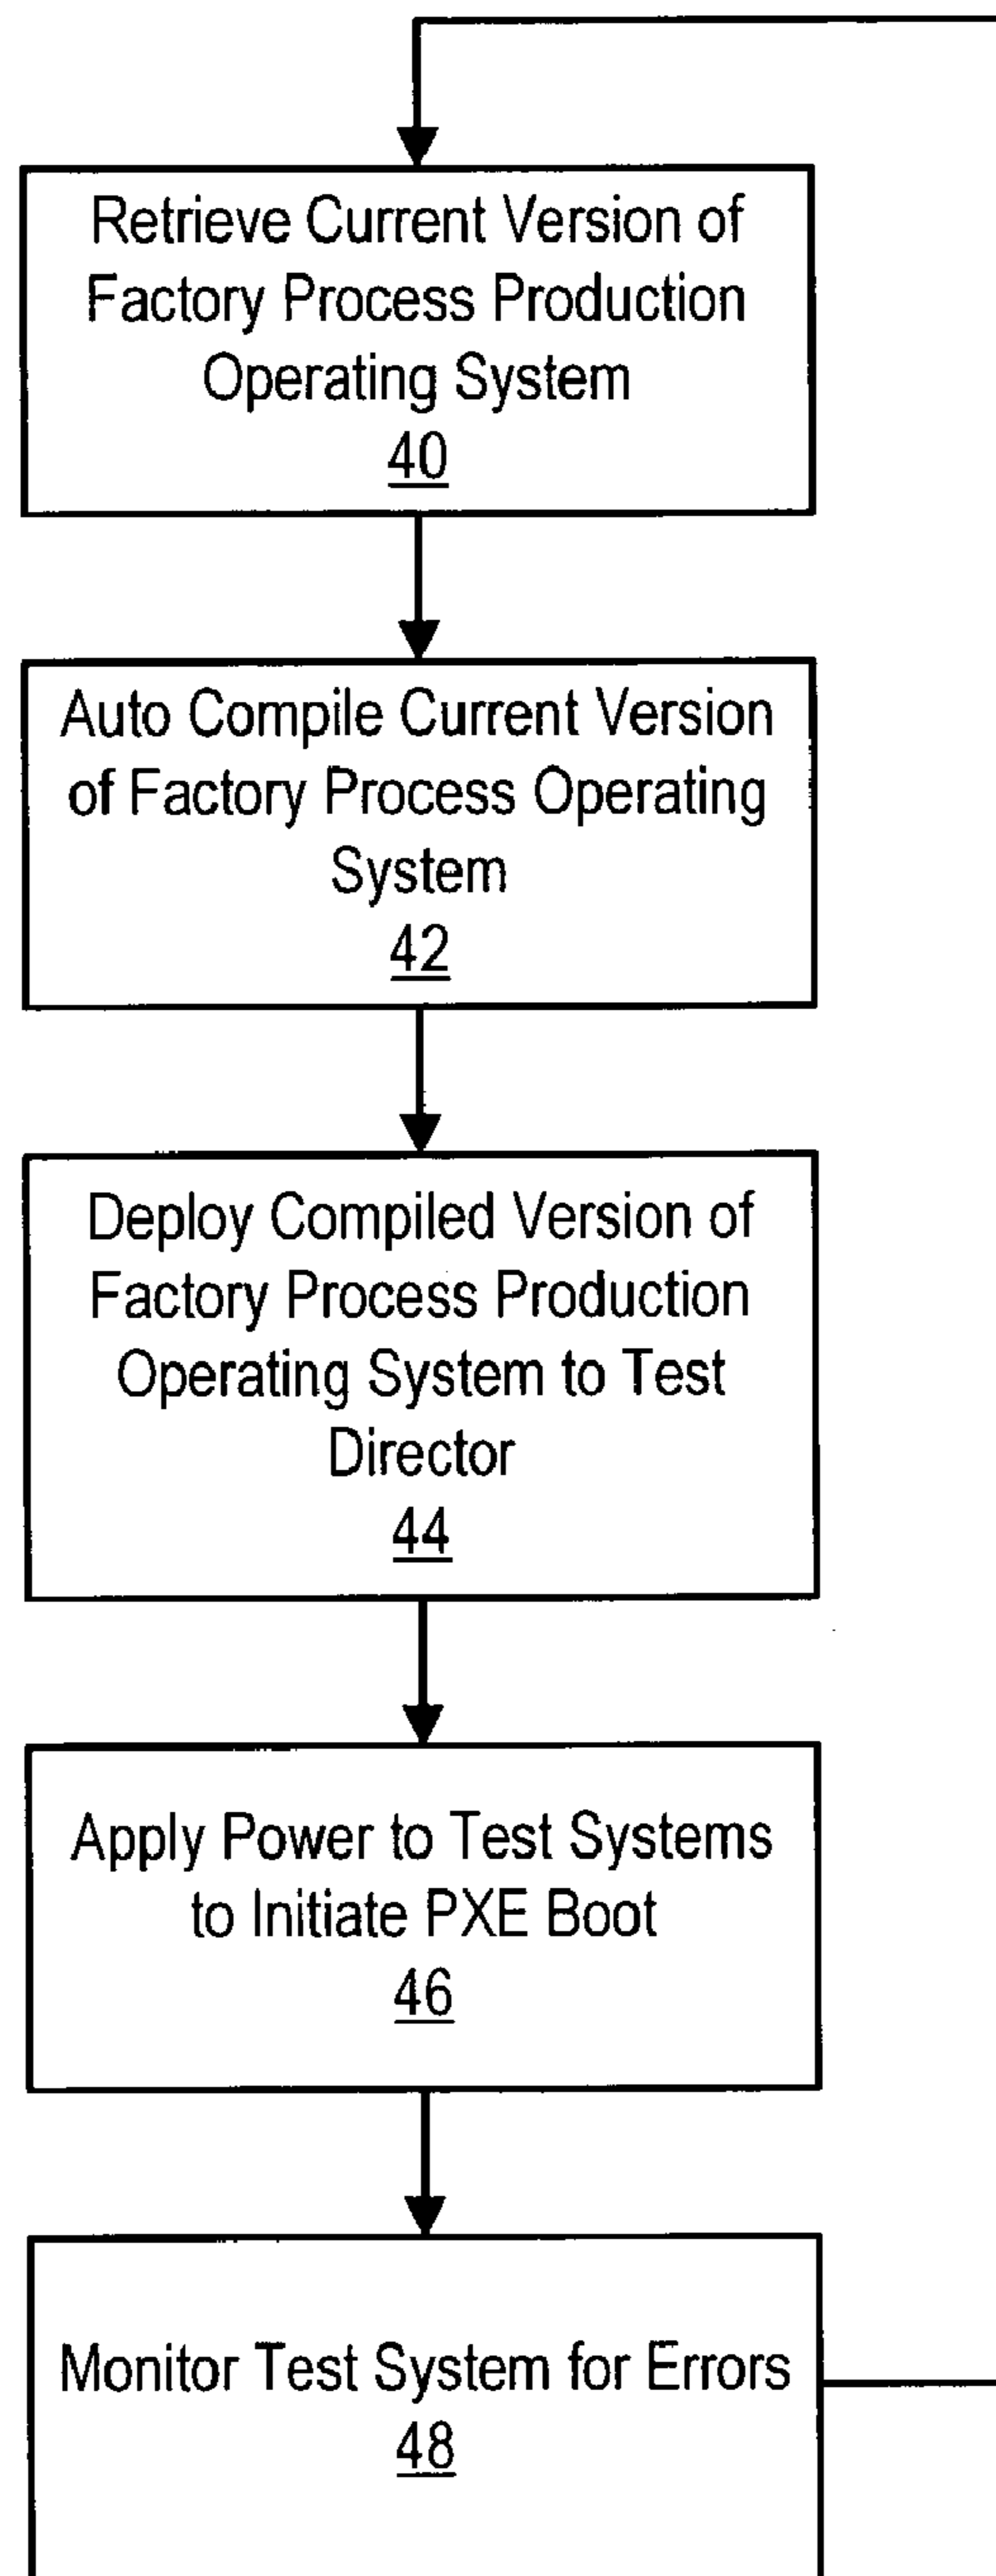 Retrieve Current Version of
Factory Process Production
Operating System
40
Auto Compile Current Version
of Factory Process Operating
System
42
Deploy Compiled Version of
Factory Process Production
Operating System to Test
Director
44
Apply Power to Test Systems
to Initiate PXE Boot
46
Monitor Test System for Errors
48